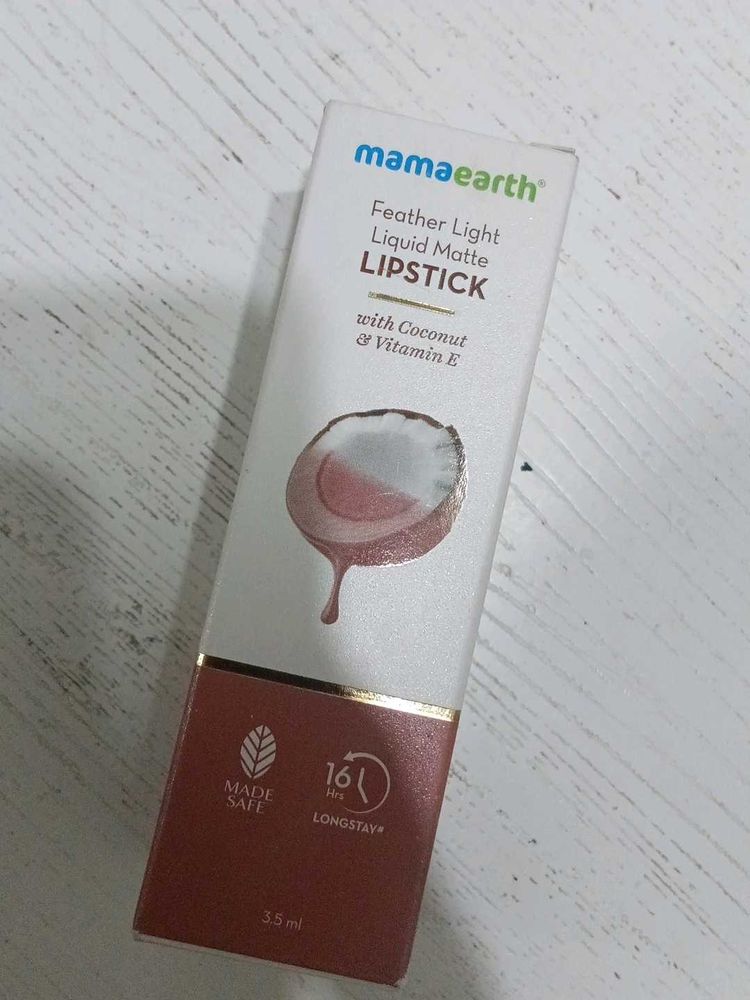 mamaearth®
Feather Light
Liquid Matte
LIPSTICK
with Coconut
& Vitamin E
MADE
SAFE
16
Hrs
LONGSTAY#
3.5 ml